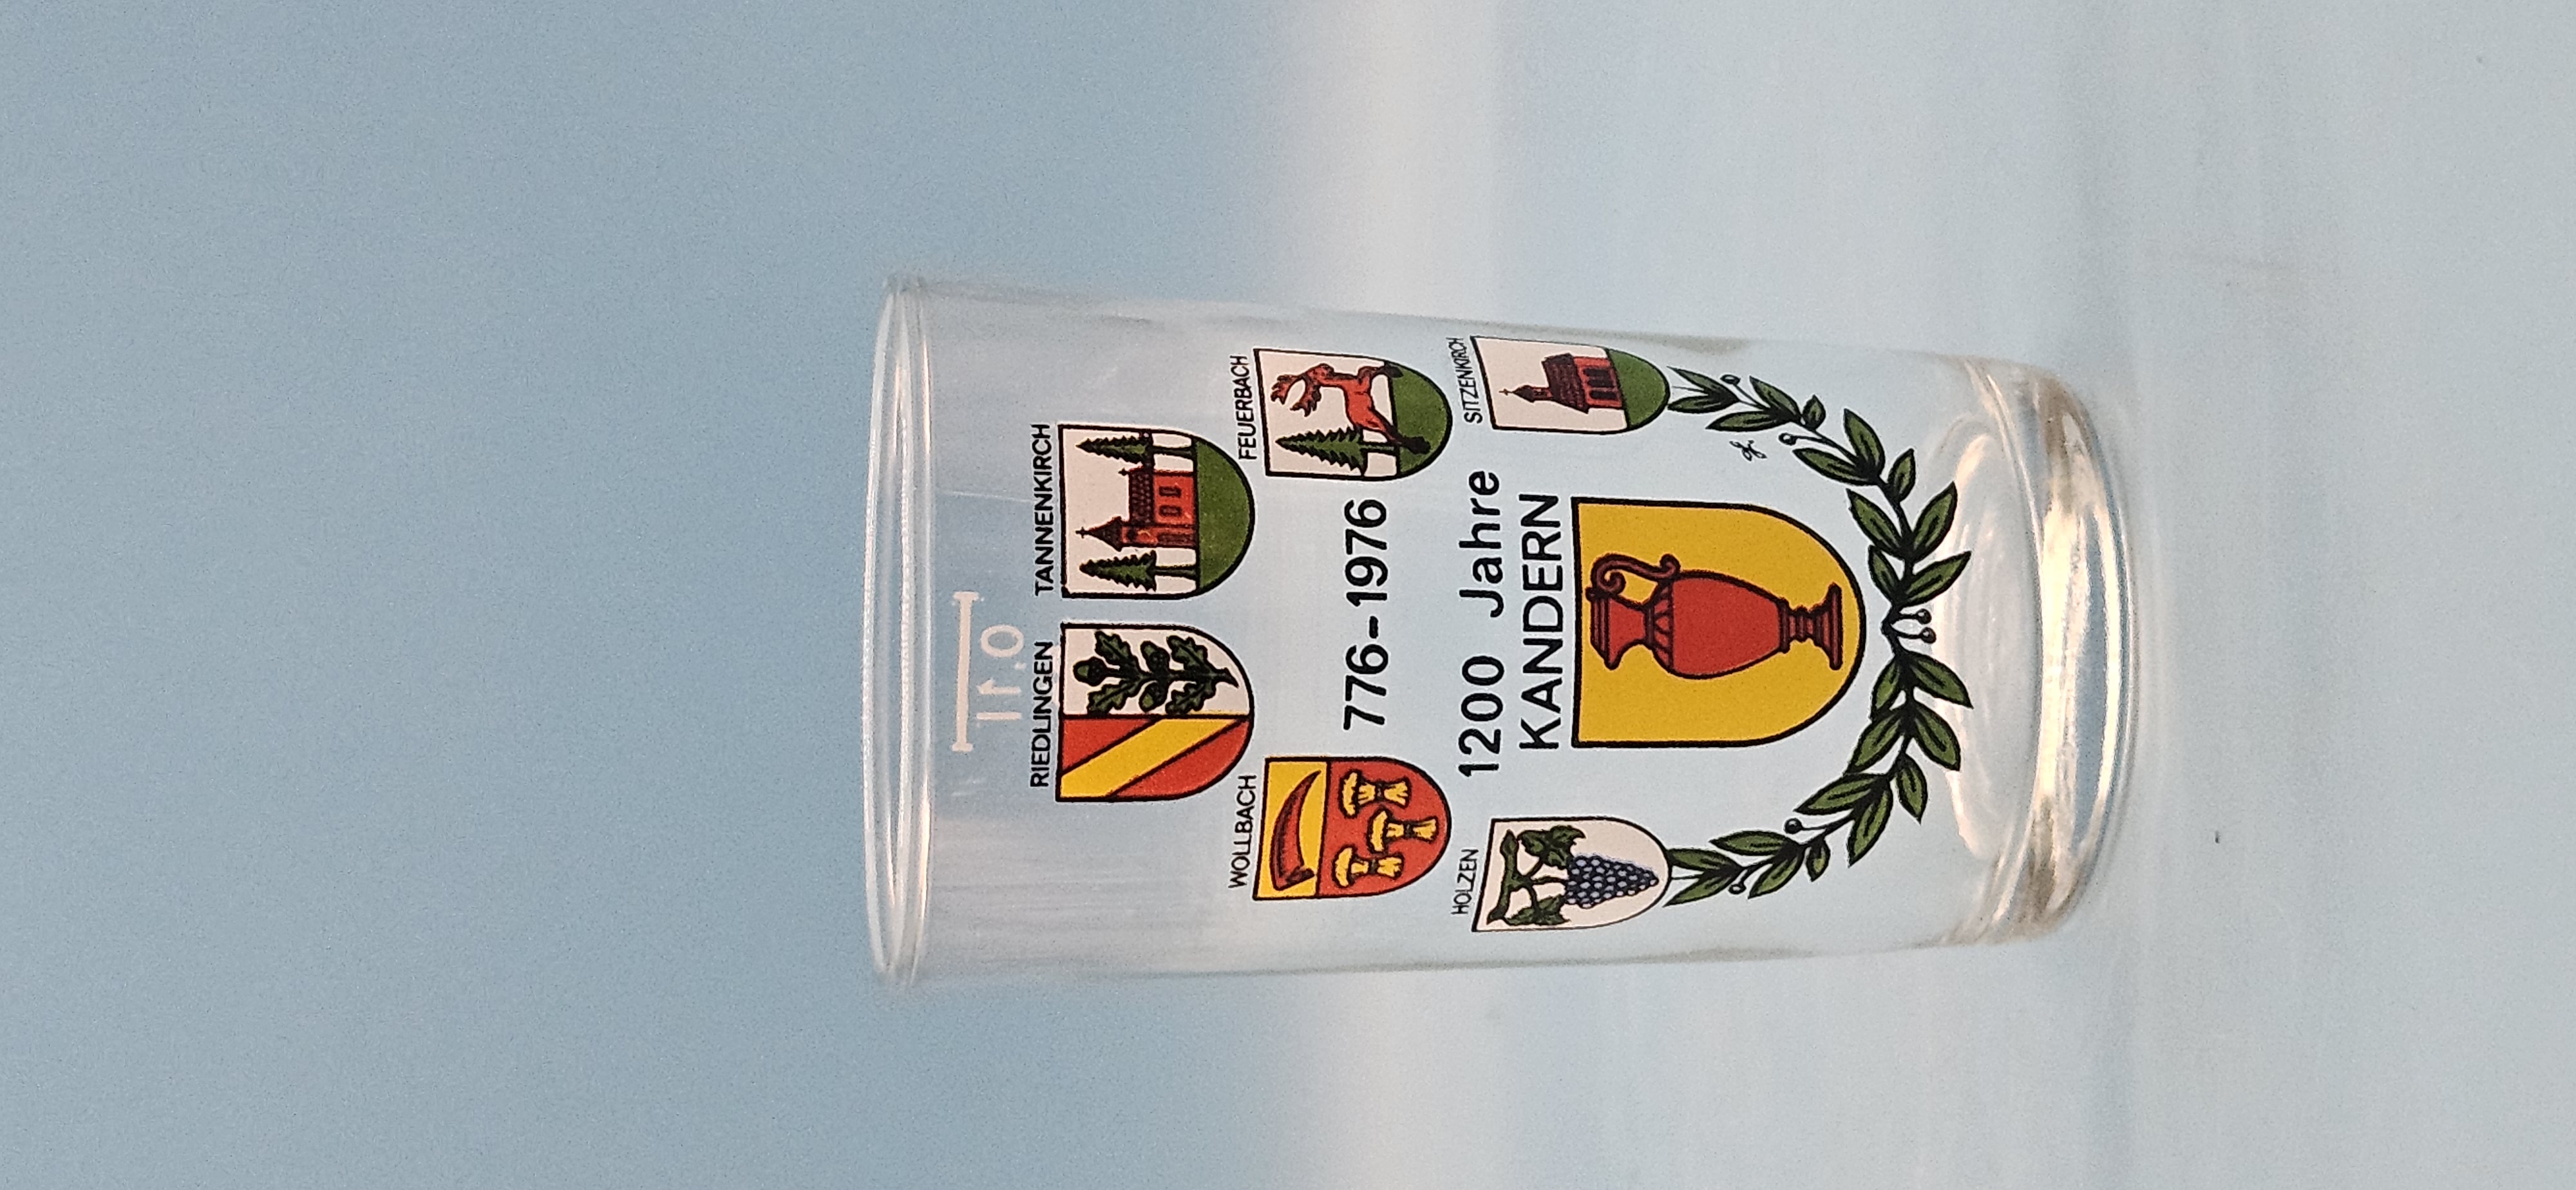 0,1l
RIEDLINGEN
TANNENKIRCH
WOLLBACH
FEUERBACH
776-1976
HOLZEN
SITZENKIRCH
1200 Jahre
KANDERN